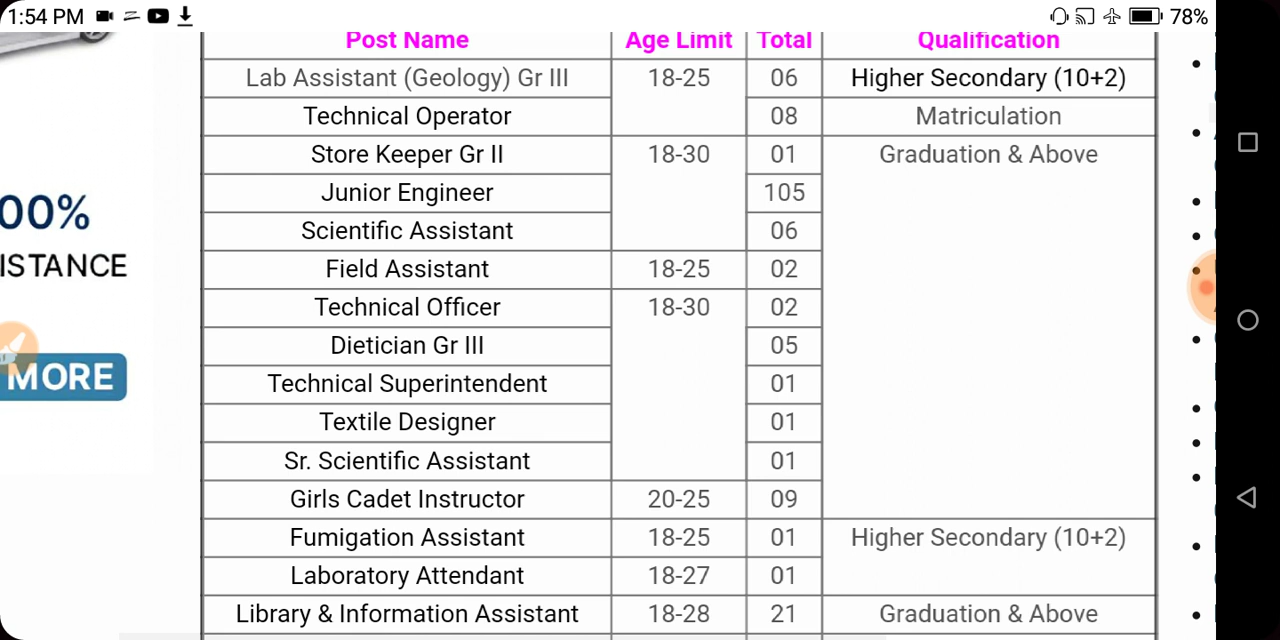 1:54 PM 78%
Post Name Age Limit Total Qualification
Lab Assistant (Geology) Gr III 18-25 06 Higher Secondary (10+2)
Technical Operator 08 Matriculation
Store Keeper Gr II 18-30 01 Graduation & Above
Junior Engineer 105
Scientific Assistant 06
Field Assistant 18-25 02
Technical Officer 18-30 02
Dietician Gr III 05
Technical Superintendent 01
Textile Designer 01
Sr. Scientific Assistant 01
Girls Cadet Instructor 20-25 09
Fumigation Assistant 18-25 01 Higher Secondary (10+2)
Laboratory Attendant 18-27 01
Library & Information Assistant 18-28 21 Graduation & Above
00%
ISTANCE
MORE